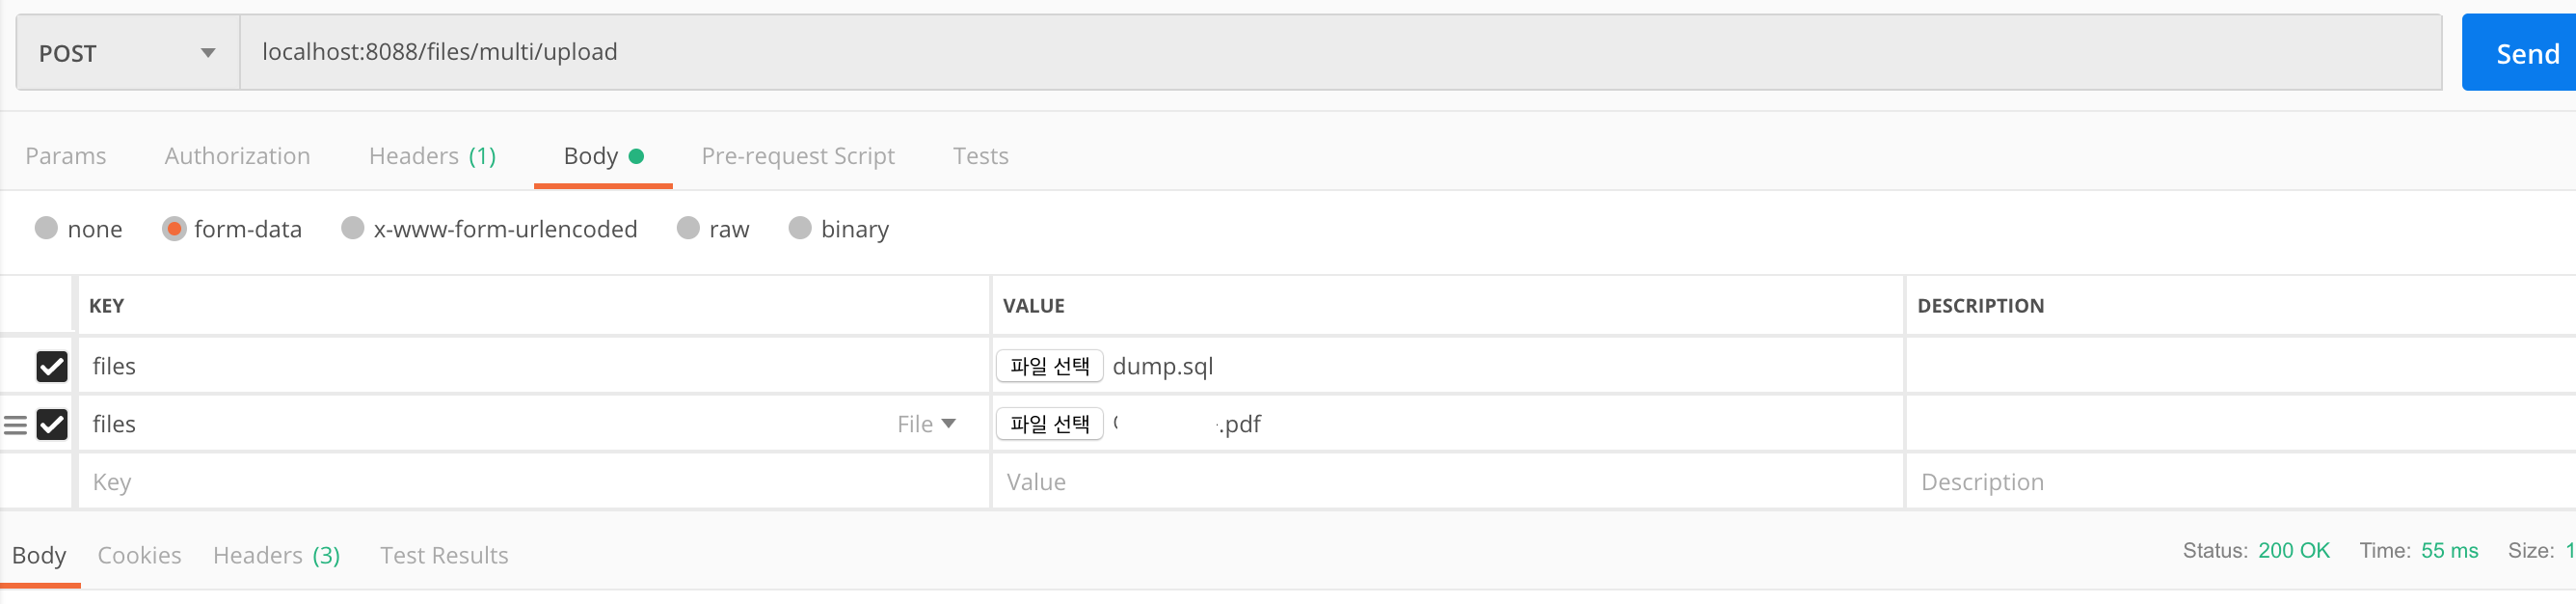 POST localhost:8088/files/multi/upload Send
Params Authorization Headers (1) Body Pre-request Script Tests
none form-data x-www-form-urlencoded raw binary
KEY VALUE DESCRIPTION
files 파일 선택 dump.sql
files File 파일 선택 .pdf
Key Value Description
Body Cookies Headers (3) Test Results Status: 200 OK Time: 55 ms Size: